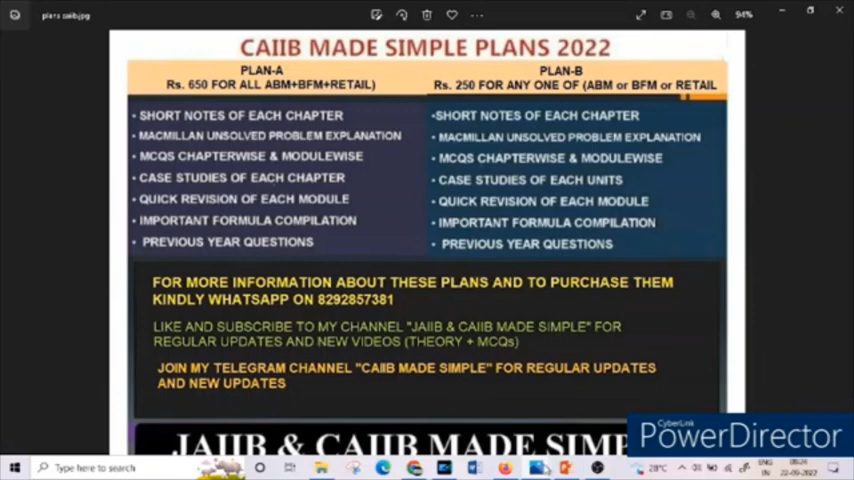 plans caiib.jpg
94%
CAIIB MADE SIMPLE PLANS 2022
PLAN-A
Rs. 650 FOR ALL ABM+BFM+RETAIL)
PLAN-B
Rs. 250 FOR ANY ONE OF (ABM or BFM or RETAIL
• SHORT NOTES OF EACH CHAPTER
• MACMILLAN UNSOLVED PROBLEM EXPLANATION
• MCQS CHAPTERWISE & MODULEWISE
• CASE STUDIES OF EACH CHAPTER
• QUICK REVISION OF EACH MODULE
• IMPORTANT FORMULA COMPILATION
• PREVIOUS YEAR QUESTIONS
•SHORT NOTES OF EACH CHAPTER
• MACMILLAN UNSOLVED PROBLEM EXPLANATION
• MCQS CHAPTERWISE & MODULEWISE
• CASE STUDIES OF EACH UNITS
• QUICK REVISION OF EACH MODULE
• IMPORTANT FORMULA COMPILATION
• PREVIOUS YEAR QUESTIONS
FOR MORE INFORMATION ABOUT THESE PLANS AND TO PURCHASE THEM
KINDLY WHATSAPP ON 8292857381
LIKE AND SUBSCRIBE TO MY CHANNEL "JAIIB & CAIIB MADE SIMPLE" FOR
REGULAR UPDATES AND NEW VIDEOS (THEORY + MCQs)
JOIN MY TELEGRAM CHANNEL "CAIIB MADE SIMPLE" FOR REGULAR UPDATES
AND NEW UPDATES
JAIIB & CAIIB MADE
CyberLink
PowerDirector
Type here to search
28°C
ENG
IN
22-09-2022